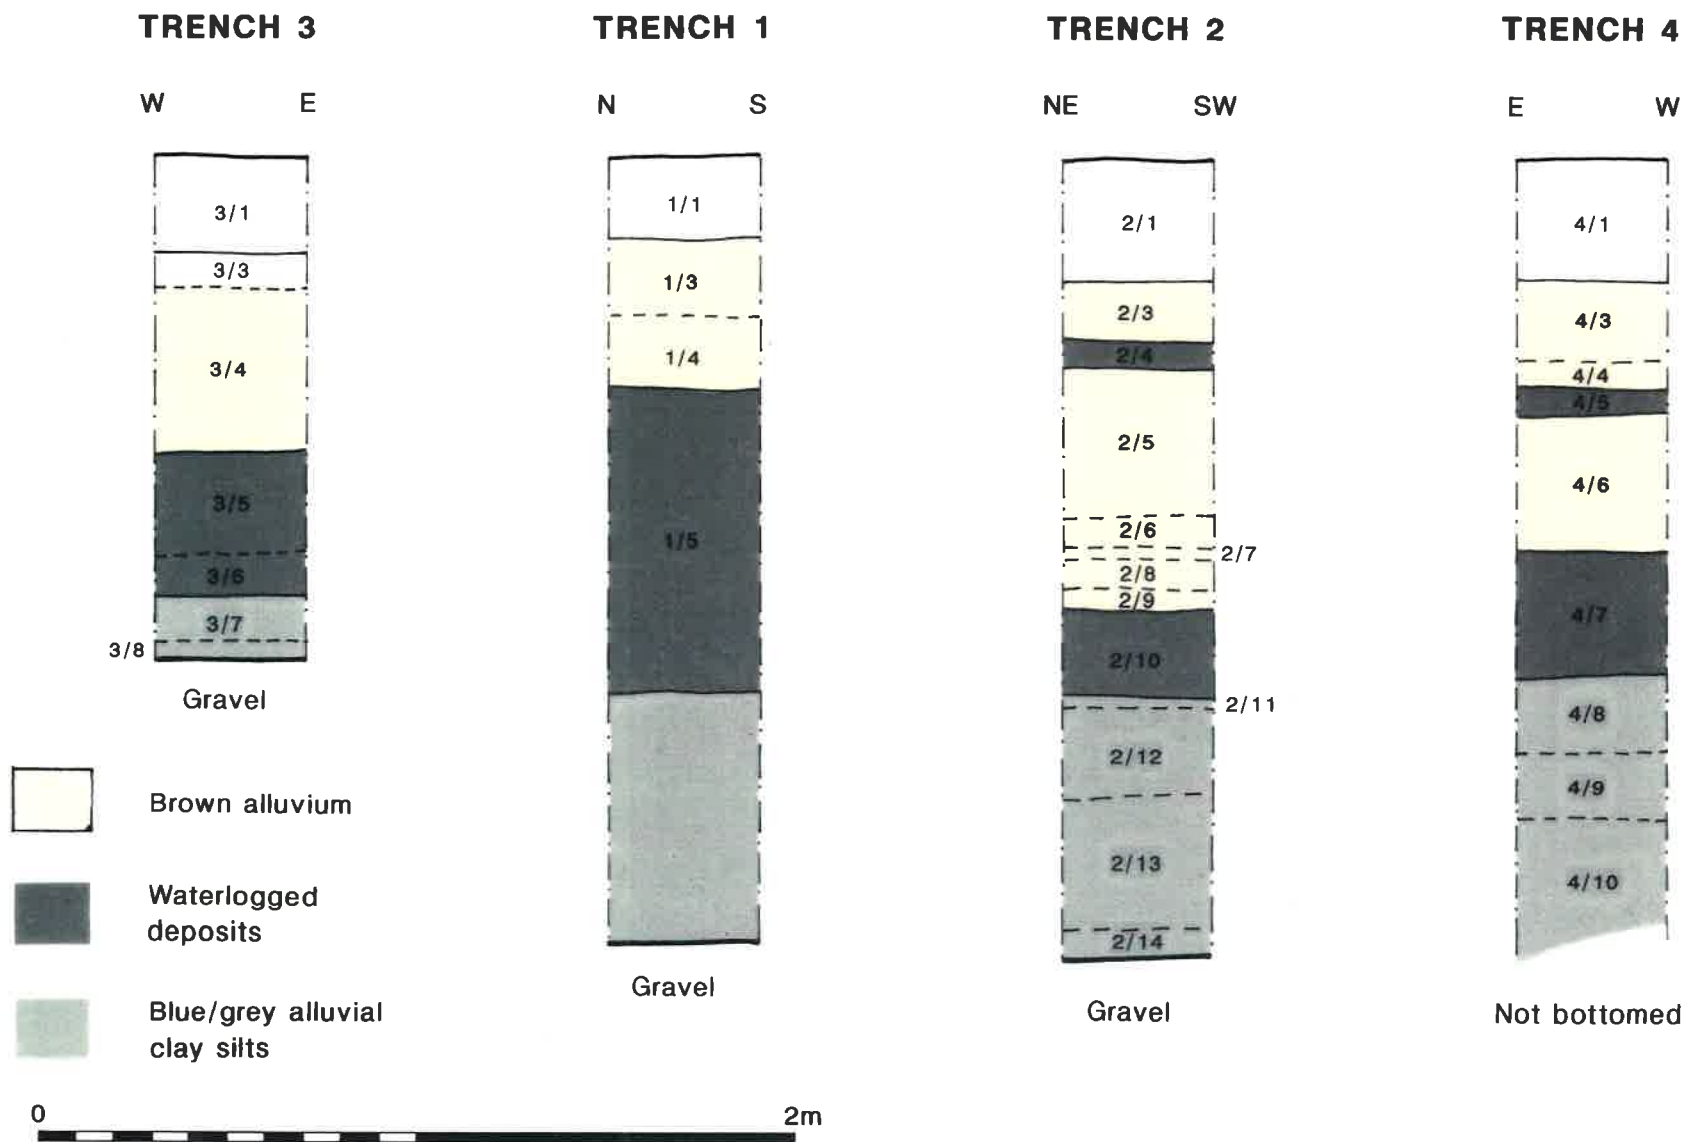 TRENCH 3
W E
3/1
3/3
3/4
3/5
3/6
3/7
3/8
Gravel
TRENCH 1
N S
1/1
1/3
1/4
1/5
Gravel
TRENCH 2
NE SW
2/1
2/3
2/4
2/5
2/6
2/7
2/8
2/9
2/10
2/11
2/12
2/13
2/14
Gravel
TRENCH 4
E W
4/1
4/3
4/4
4/5
4/6
4/7
4/8
4/9
4/10
Not bottomed
Brown alluvium
Waterlogged
deposits
Blue/grey alluvial
clay silts
0 2m